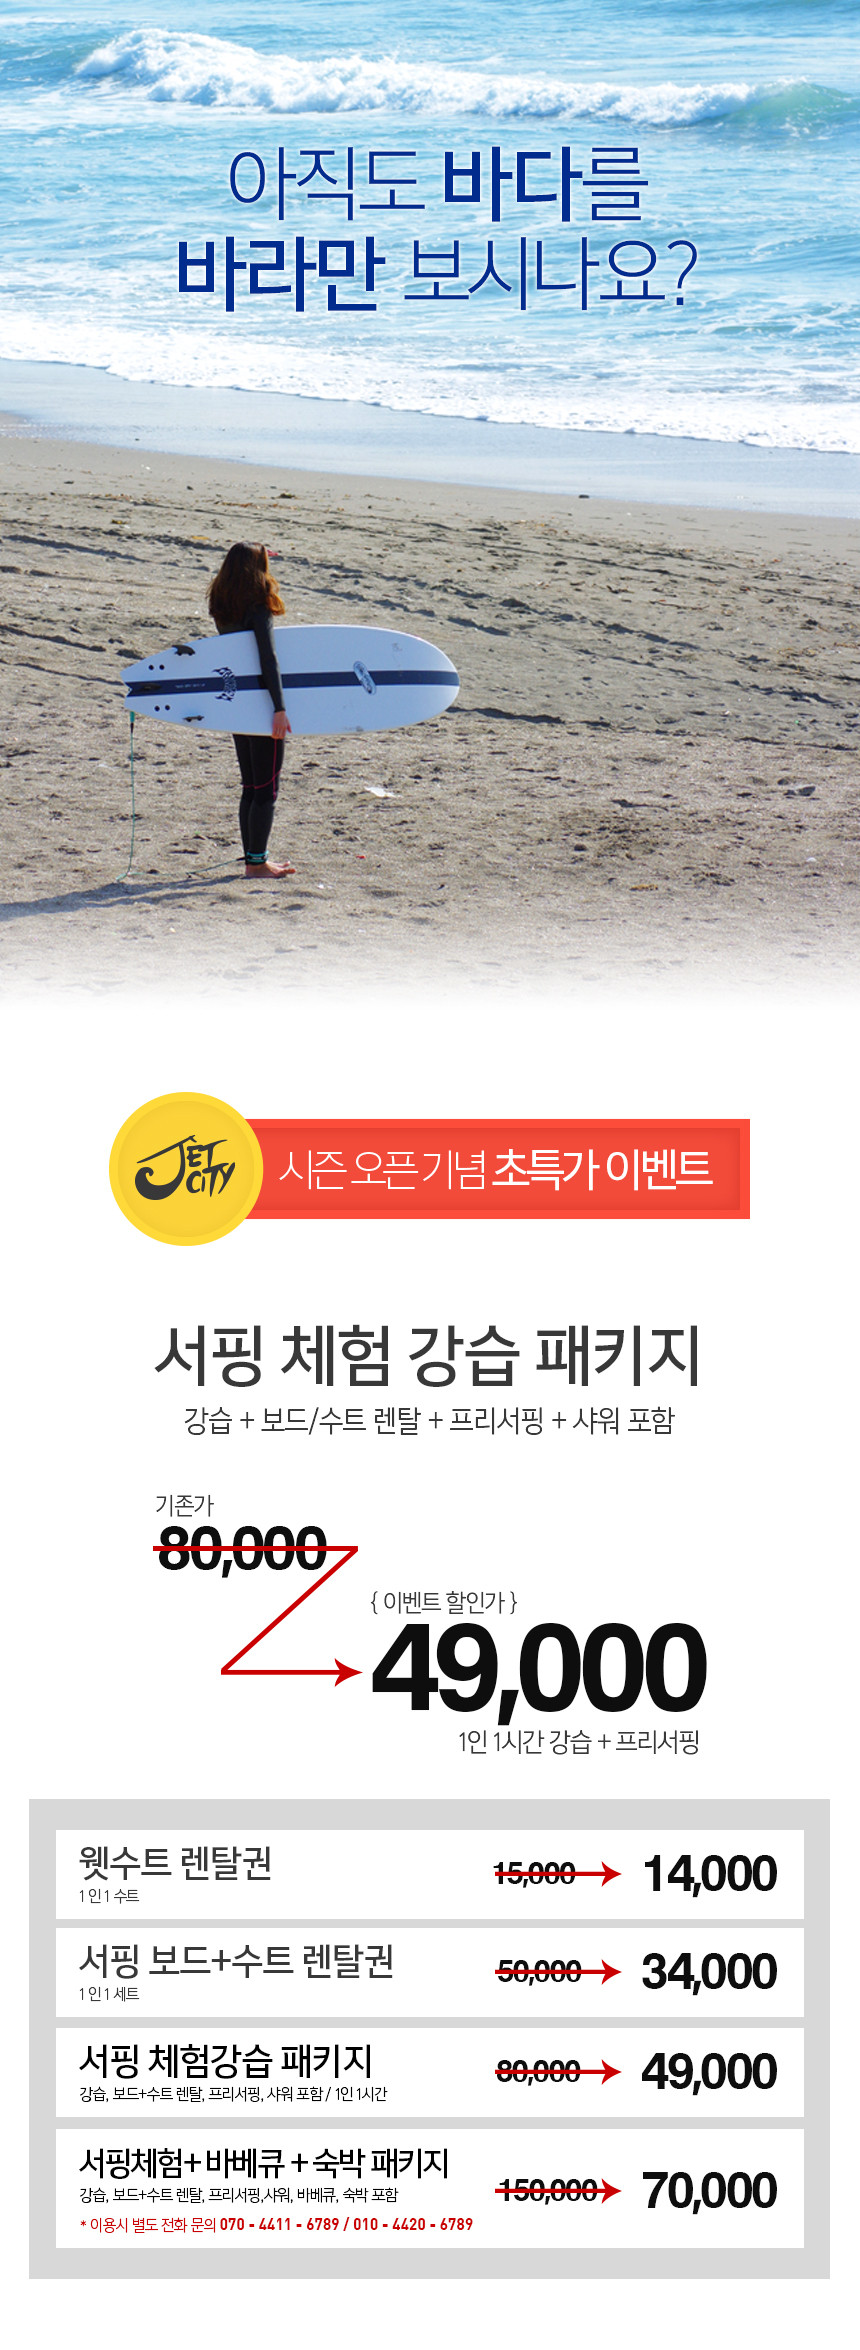 아직도 바다를
바라만 보시나요?
JET CITY
시즌 오픈 기념 초특가 이벤트
서핑 체험 강습 패키지
강습 + 보드/수트 렌탈 + 프리서핑 + 샤워 포함
기존가
80,000
{ 이벤트 할인가 }
49,000
1인 1시간 강습 + 프리서핑
웻수트 렌탈권
1인 1수트
15,000 14,000
서핑 보드+수트 렌탈권
1인 1세트
50,000 34,000
서핑 체험강습 패키지
강습, 보드+수트 렌탈, 프리서핑, 샤워 포함 / 1인 1시간
80,000 49,000
서핑체험+ 바베큐 + 숙박 패키지
강습, 보드+수트 렌탈, 프리서핑,샤워, 바베큐, 숙박 포함
150,000 70,000
* 이용시 별도 전화 문의 070 - 4411 - 6789 / 010 - 4420 - 6789